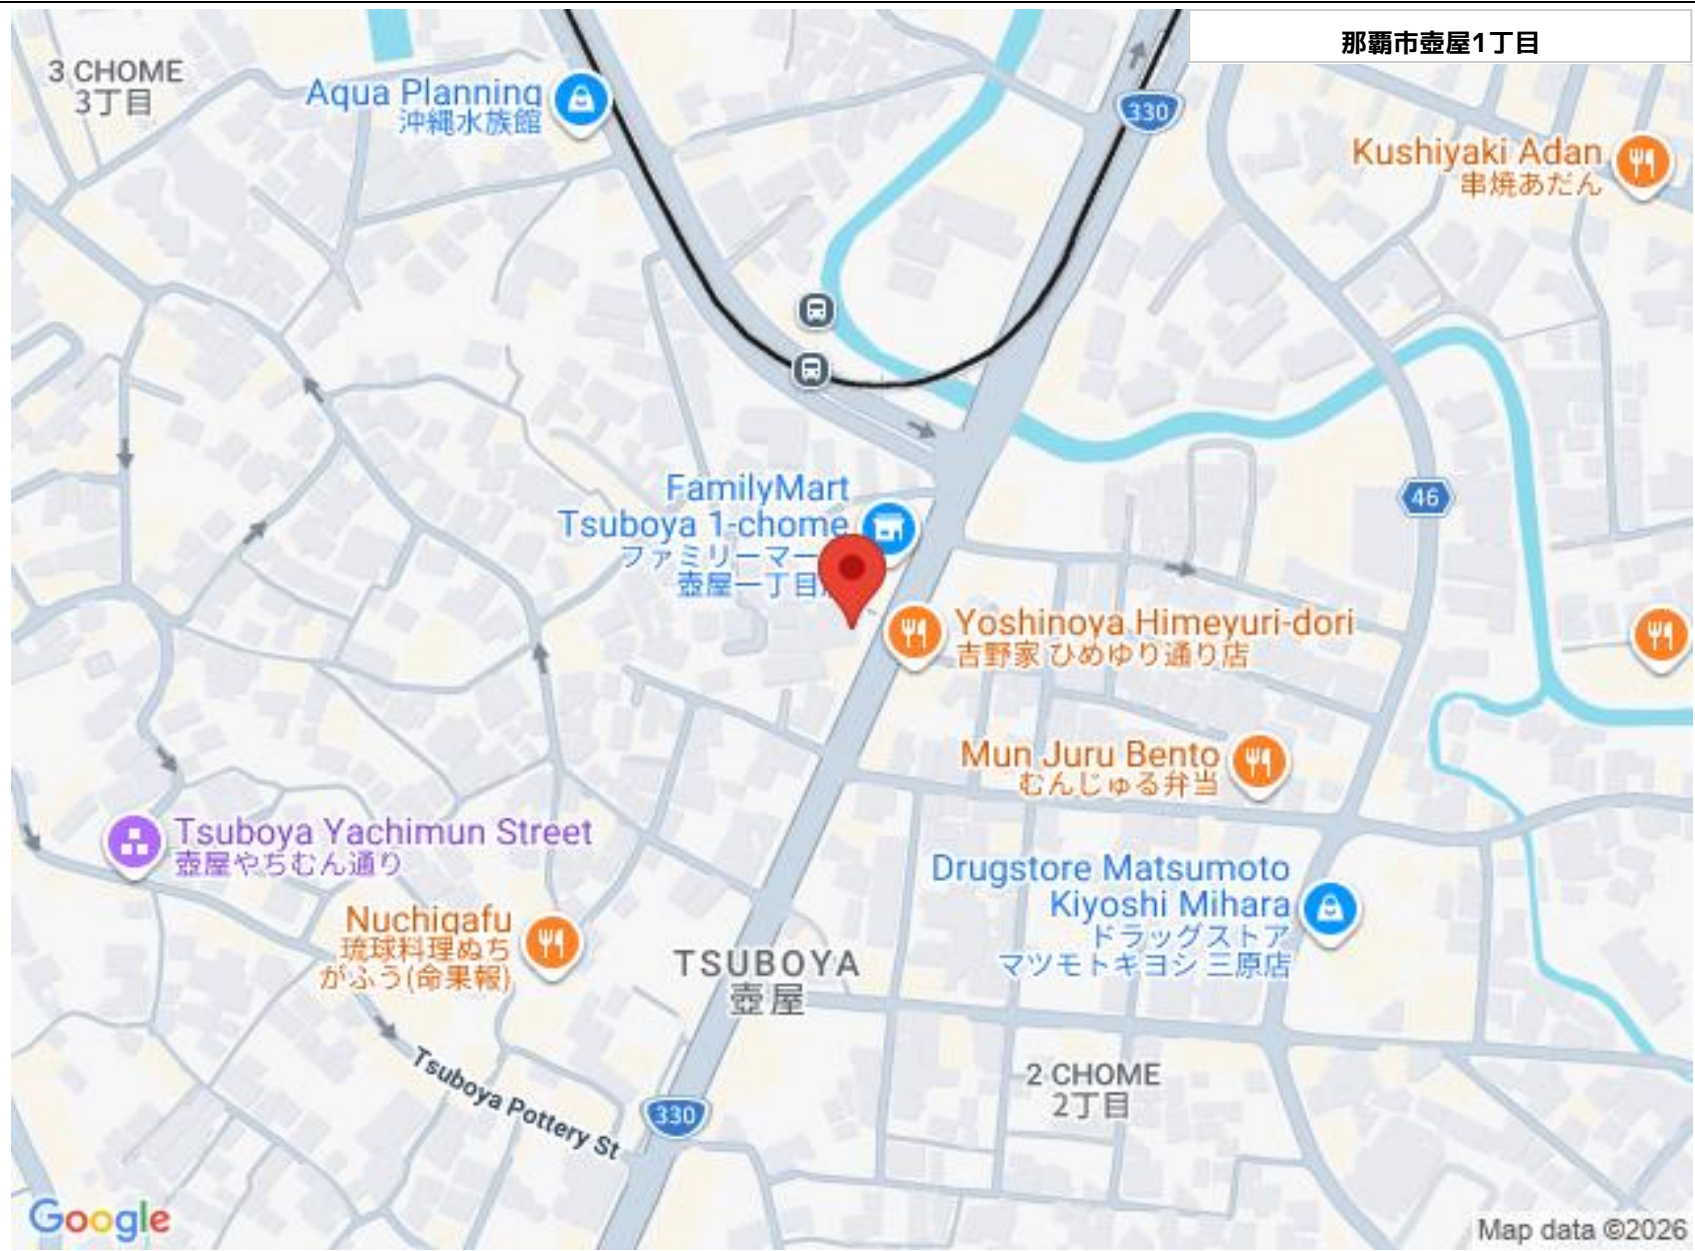 那覇市壺屋1丁目
3 CHOME
3丁目
Aqua Planning
沖縄水族館
330
Kushiyaki Adan
串焼あだん
FamilyMart
Tsuboya 1-chome
ファミリーマー
壺屋一丁目
46
Yoshinoya Himeyuri-dori
吉野家 ひめゆり通り店
Mun Juru Bento
むんじゅる弁当
Tsuboya Yachimun Street
壺屋やちむん通り
Drugstore Matsumoto
Kiyoshi Mihara
ドラッグストア
マツモトキヨシ 三原店
Nuchigafu
琉球料理ぬち
がふう(命果報)
TSUBOYA
壺屋
Tsuboya Pottery St
2 CHOME
2丁目
330
Google
Map data ©2026